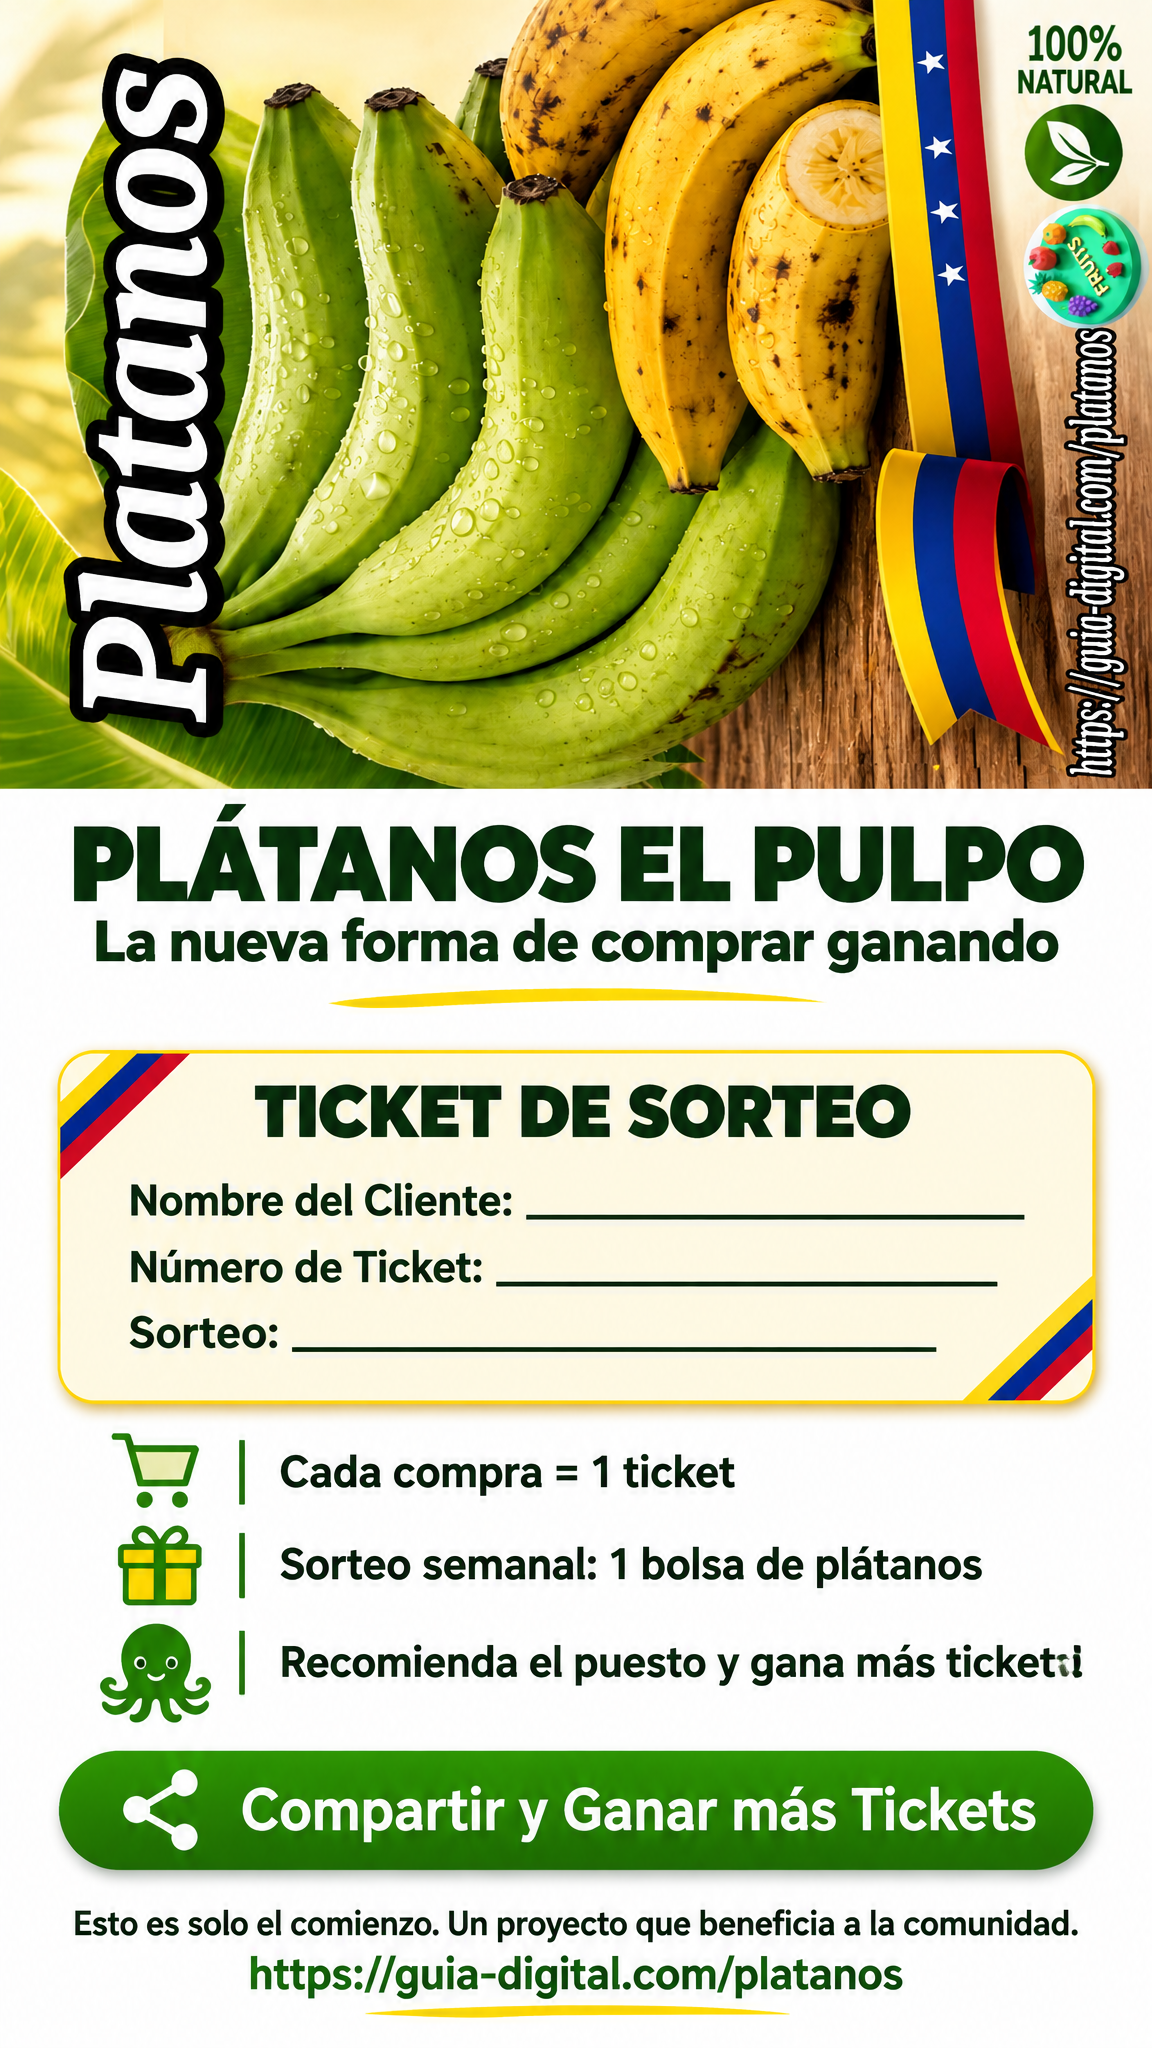 Platanos
100%
NATURAL
FRUITS
https://guia-digital.com/platanos
PLÁTANOS EL PULPO
La nueva forma de comprar ganando
TICKET DE SORTEO
Nombre del Cliente:
Número de Ticket:
Sorteo:
Cada compra = 1 ticket
Sorteo semanal: 1 bolsa de plátanos
Recomienda el puesto y gana más tickets!
Compartir y Ganar más Tickets
Esto es solo el comienzo. Un proyecto que beneficia a la comunidad.
https://guia-digital.com/platanos